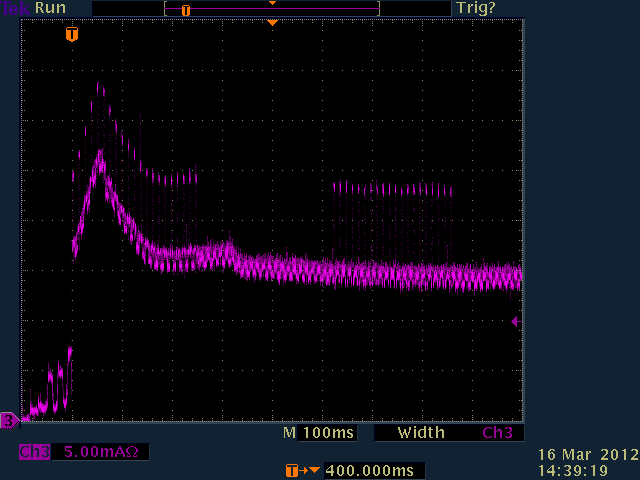 Tek Run Trig?
T
T
3
M 100ms Width Ch3
Ch3 5.00mAΩ
T→▼ 400.000ms
16 Mar 2012
14:39:19